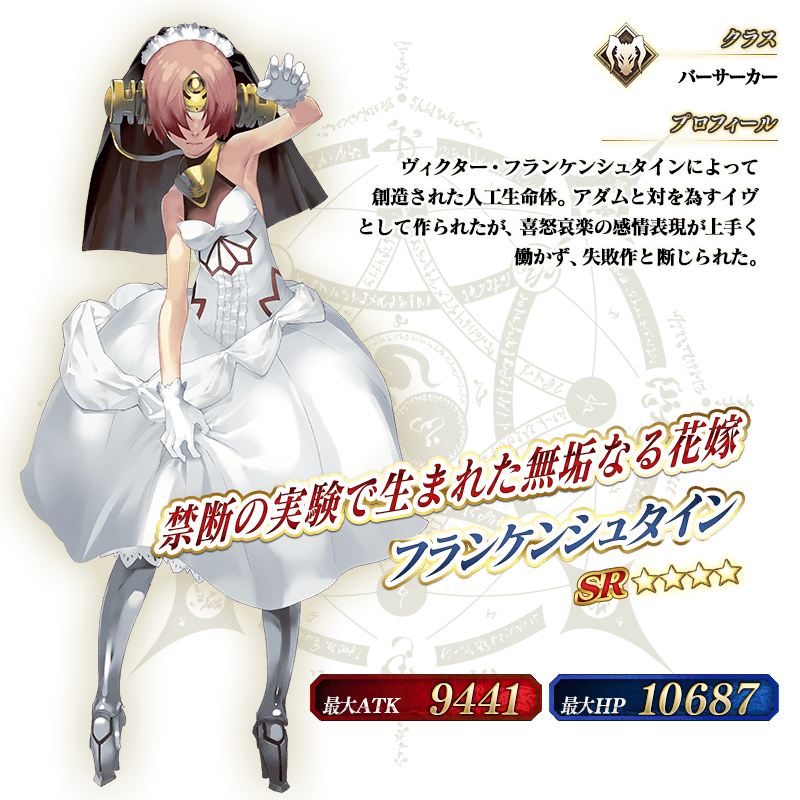 クラス
バーサーカー
プロフィール
ヴィクター・フランケンシュタインによって
創造された人工生命体。アダムと対を為すイヴ
として作られたが、喜怒哀楽の感情表現が上手く
働かず、失敗作と断じられた。
禁断の実験で生まれた無垢なる花嫁
フランケンシュタイン
SR☆☆☆☆
最大ATK 9441
最大HP 10687